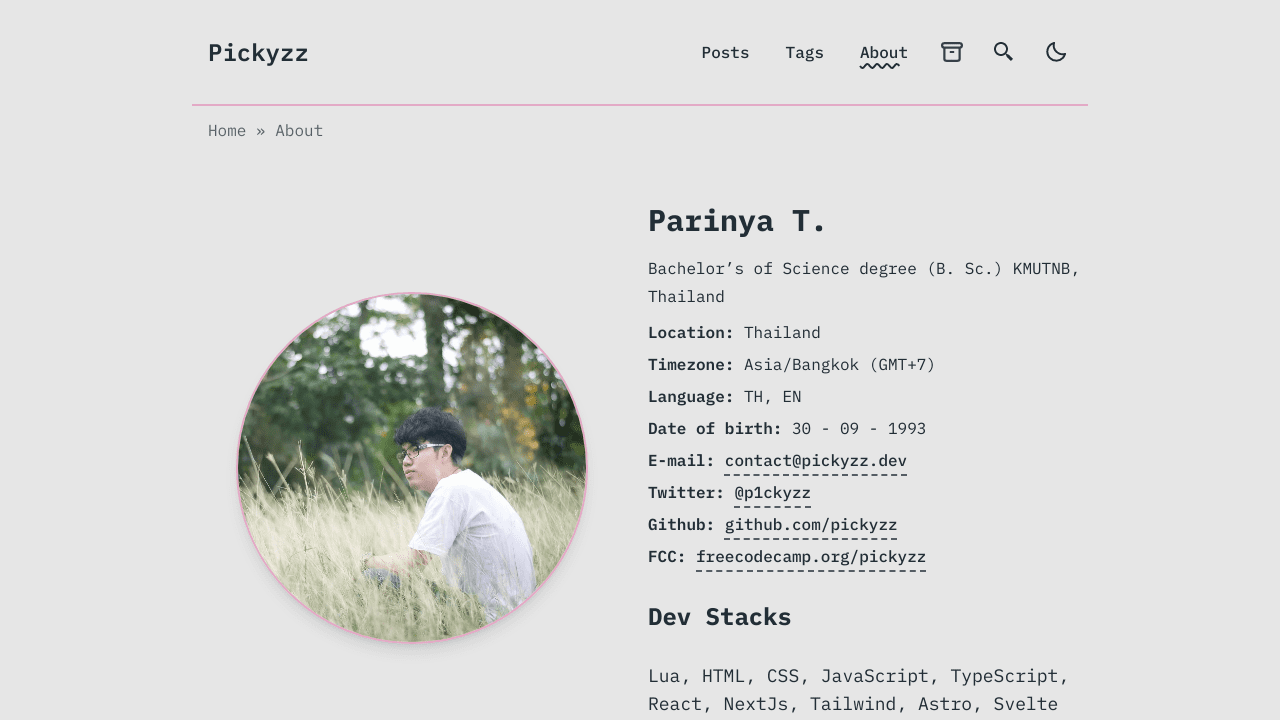 Pickyzz
Posts Tags About
Home » About
Parinya T.
Bachelor’s of Science degree (B. Sc.) KMUTNB,
Thailand
Location: Thailand
Timezone: Asia/Bangkok (GMT+7)
Language: TH, EN
Date of birth: 30 - 09 - 1993
E-mail: contact@pickyzz.dev
Twitter: @p1ckyzz
Github: github.com/pickyzz
FCC: freecodecamp.org/pickyzz
Dev Stacks
Lua, HTML, CSS, JavaScript, TypeScript,
React, NextJs, Tailwind, Astro, Svelte